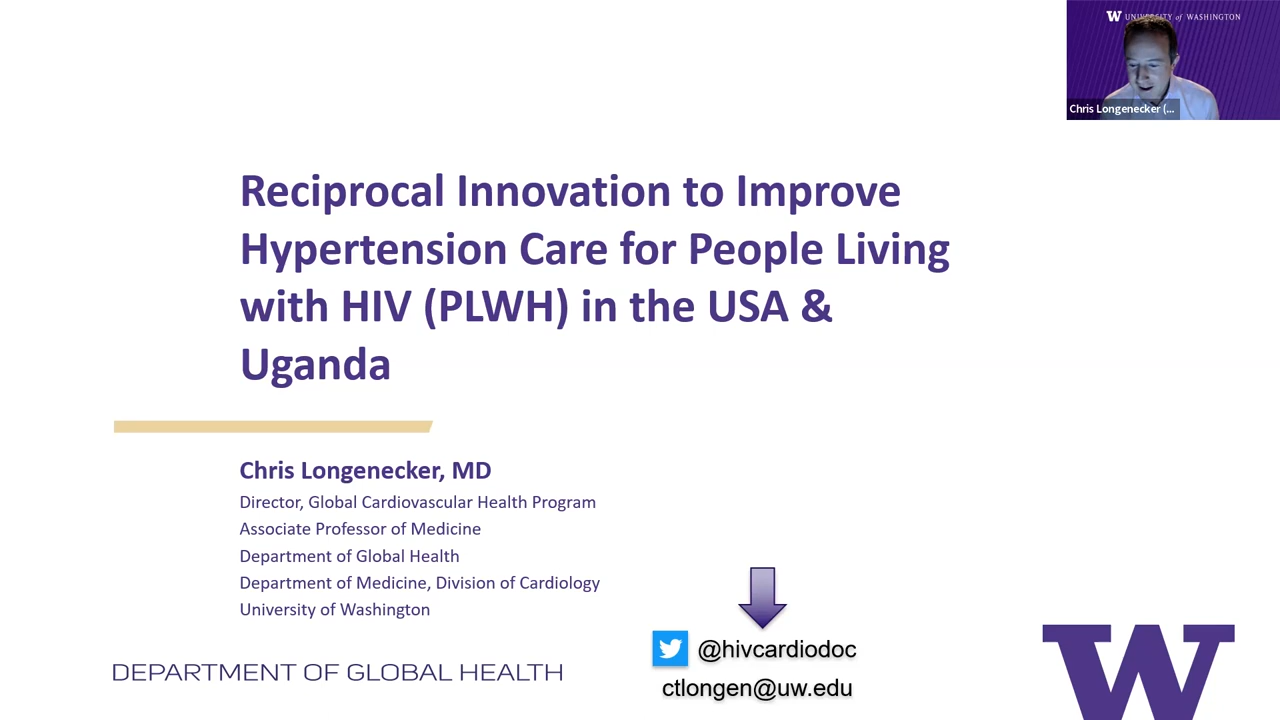 W UNIVERSITY of WASHINGTON
Chris Longenecker (...
Reciprocal Innovation to Improve
Hypertension Care for People Living
with HIV (PLWH) in the USA &
Uganda
Chris Longenecker, MD
Director, Global Cardiovascular Health Program
Associate Professor of Medicine
Department of Global Health
Department of Medicine, Division of Cardiology
University of Washington
@hivcardiodoc
ctlongen@uw.edu
DEPARTMENT OF GLOBAL HEALTH
W